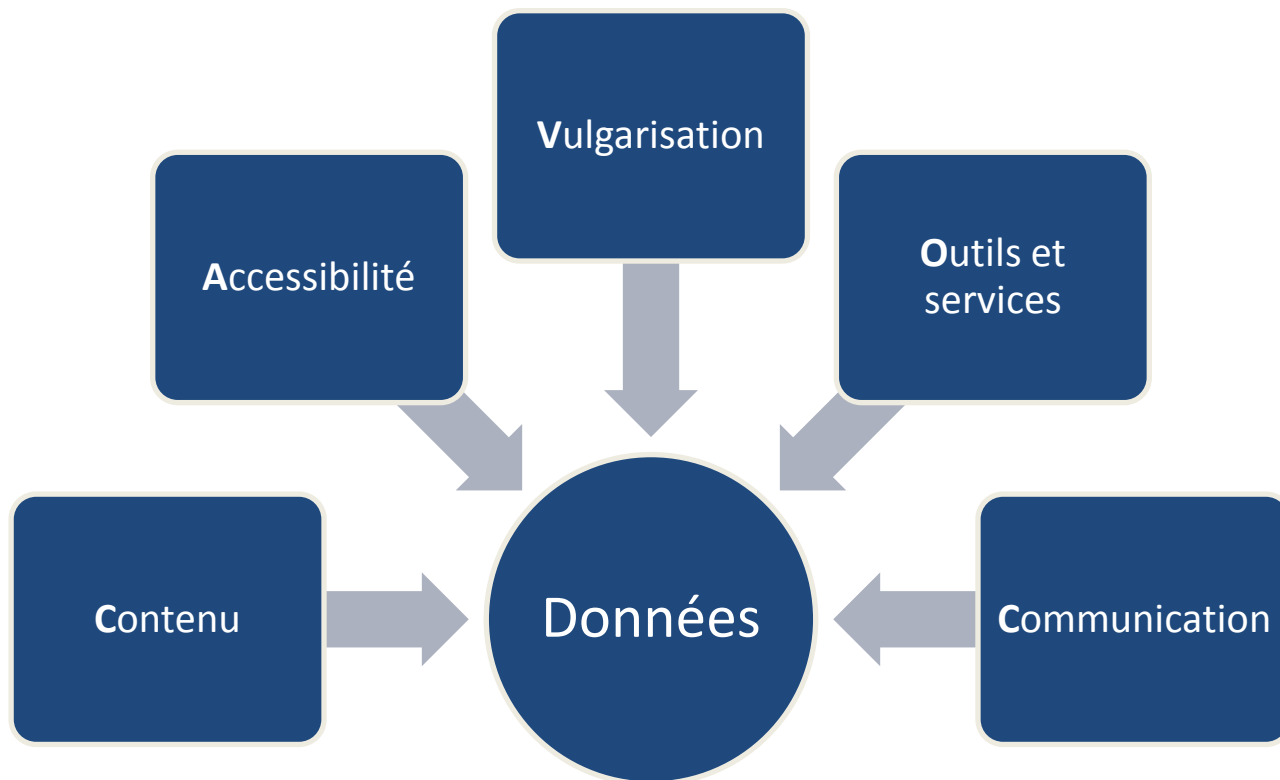 Vulgarisation
Accessibilité
Outils et
services
Contenu
Données
Communication